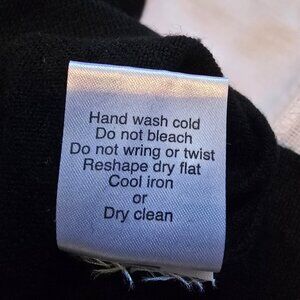 Hand wash cold
Do not bleach
Do not wring or twist
Reshape dry flat
Cool iron
or
Dry clean